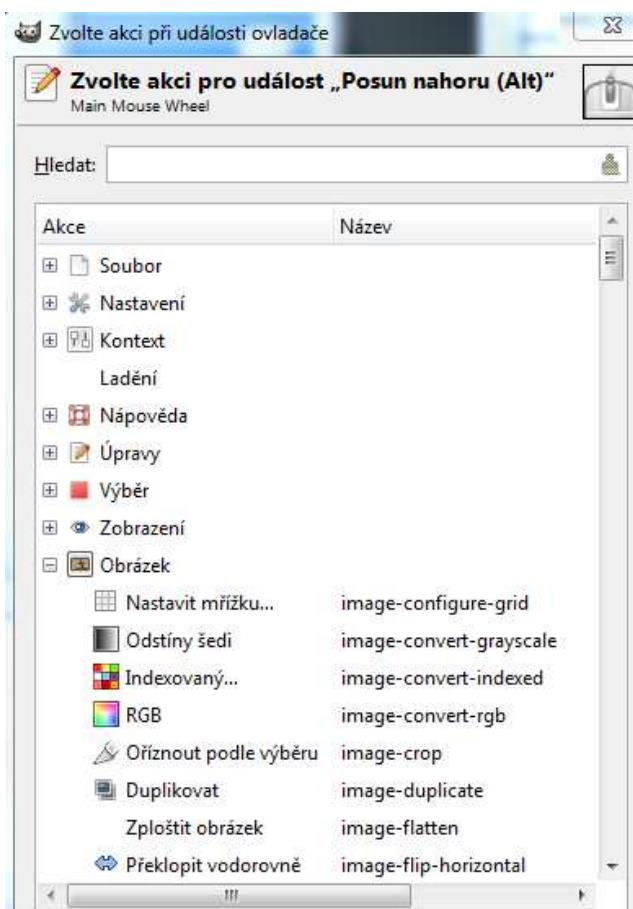 Zvolte akci při události ovladače
Zvolte akci pro událost „Posun nahoru (Alt)“
Main Mouse Wheel
Hledat:
Akce Název
Soubor
Nastavení
Kontext
Ladění
Nápověda
Úpravy
Výběr
Zobrazení
Obrázek
Nastavit mřížku... image-configure-grid
Odstíny šedi image-convert-grayscale
Indexovaný... image-convert-indexed
RGB image-convert-rgb
Oříznout podle výběru image-crop
Duplikovat image-duplicate
Zploštit obrázek image-flatten
Překlopit vodorovně image-flip-horizontal